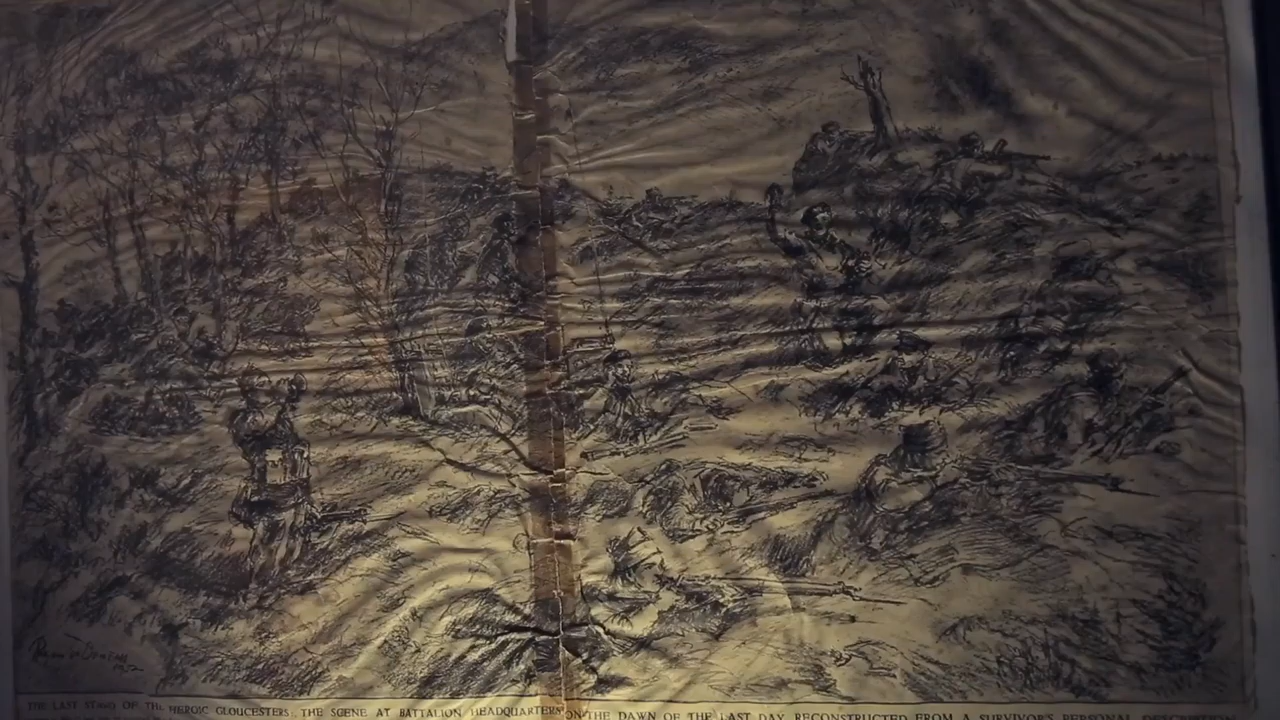 1952
THE LAST STAND OF THE HEROIC GLOUCESTERS: THE SCENE AT BATTALION HEADQUARTERS ON THE DAWN OF THE LAST DAY, RECONSTRUCTED FROM A SURVIVOR'S PERSONAL